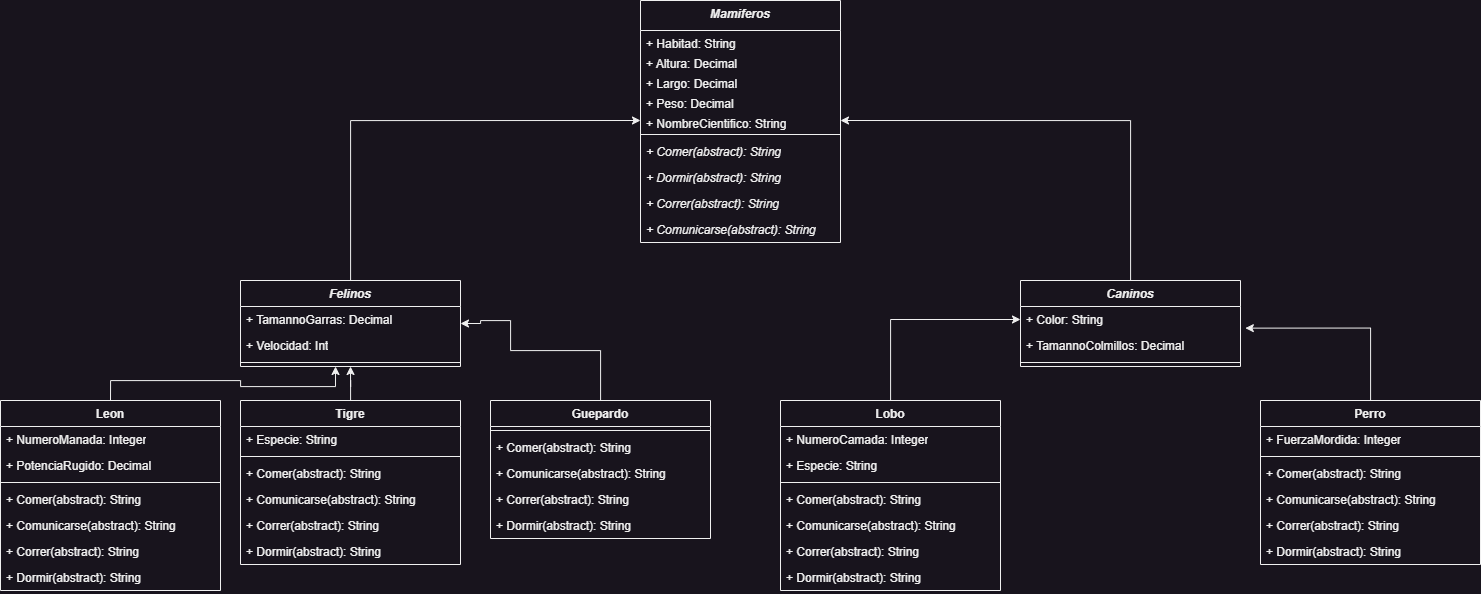 Mamiferos
+ Habitad: String
+ Altura: Decimal
+ Largo: Decimal
+ Peso: Decimal
+ NombreCientifico: String
+ Comer(abstract): String
+ Dormir(abstract): String
+ Correr(abstract): String
+ Comunicarse(abstract): String
Felinos
+ TamannoGarras: Decimal
+ Velocidad: Int
Caninos
+ Color: String
+ TamannoColmillos: Decimal
Leon
+ NumeroManada: Integer
+ PotenciaRugido: Decimal
+ Comer(abstract): String
+ Comunicarse(abstract): String
+ Correr(abstract): String
+ Dormir(abstract): String
Tigre
+ Especie: String
+ Comer(abstract): String
+ Comunicarse(abstract): String
+ Correr(abstract): String
+ Dormir(abstract): String
Guepardo
+ Comer(abstract): String
+ Comunicarse(abstract): String
+ Correr(abstract): String
+ Dormir(abstract): String
Lobo
+ NumeroCamada: Integer
+ Especie: String
+ Comer(abstract): String
+ Comunicarse(abstract): String
+ Correr(abstract): String
+ Dormir(abstract): String
Perro
+ FuerzaMordida: Integer
+ Comer(abstract): String
+ Comunicarse(abstract): String
+ Correr(abstract): String
+ Dormir(abstract): String